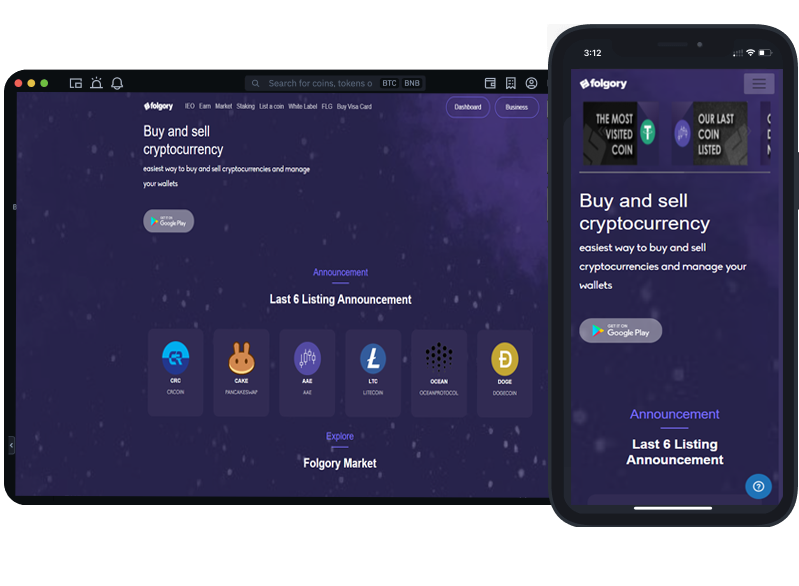 Search for coins, tokens o
BTC
BNB
folgory
IEO Earn Market Staking List a coin White Label FLG Buy Visa Card
Dashboard
Business
Buy and sell
cryptocurrency
easiest way to buy and sell cryptocurrencies and manage
your wallets
GET IT ON
Google Play
Announcement
Last 6 Listing Announcement
CRC
CRCOIN
CAKE
PANCAKESWAP
AAE
AAE
LTC
LITECOIN
OCEAN
OCEANPROTOCOL
DOGE
DOGECOIN
Explore
Folgory Market
3:12
folgory
THE MOST
VISITED
COIN
OUR LAST
COIN
LISTED
Buy and sell
cryptocurrency
easiest way to buy and sell
cryptocurrencies and manage your
wallets
GET IT ON
Google Play
Announcement
Last 6 Listing
Announcement